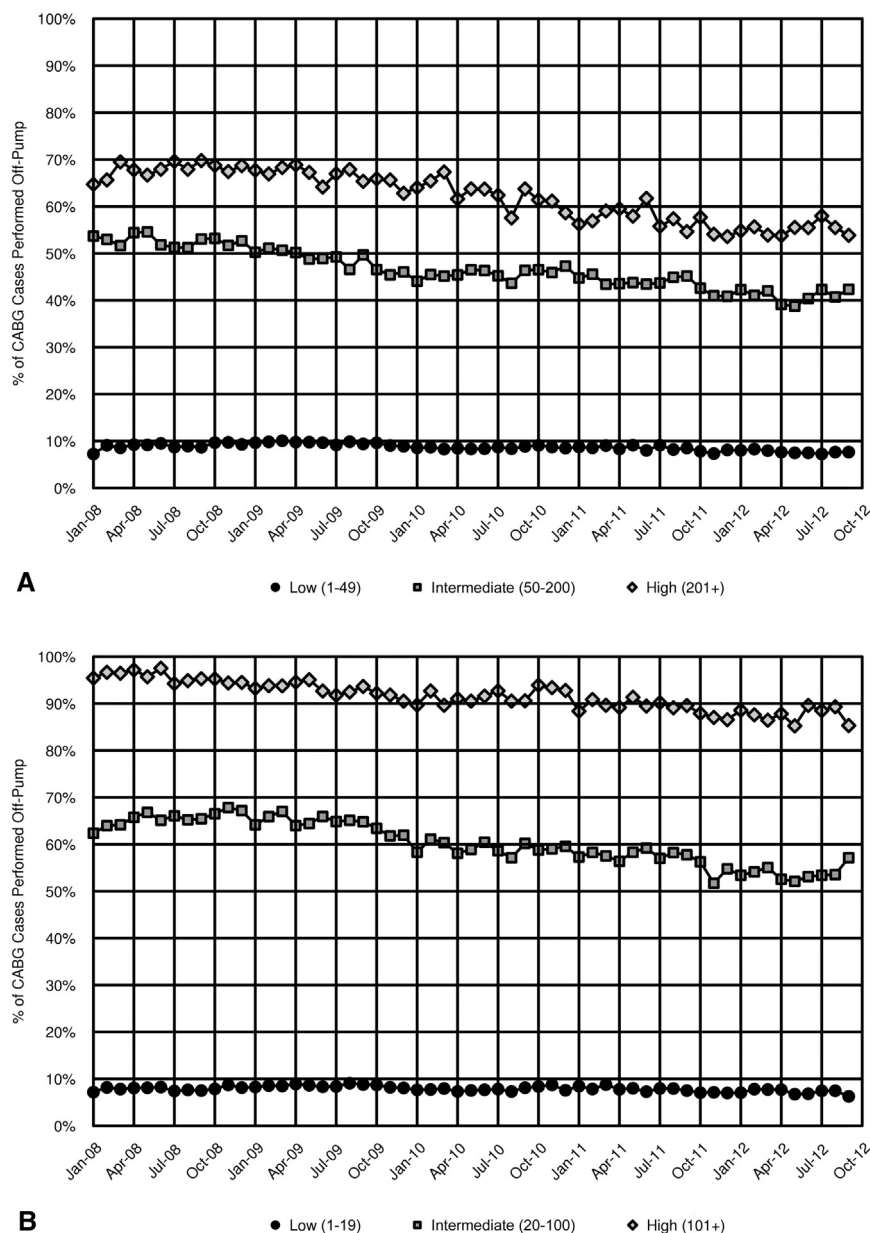 100%
90%
80%
70%
60%
50%
40%
30%
20%
10%
0%
% of CABG Cases Performed Off-Pump
Jan-08 Apr-08 Jul-08 Oct-08 Jan-09 Apr-09 Jul-09 Oct-09 Jan-10 Apr-10 Jul-10 Oct-10 Jan-11 Apr-11 Jul-11 Oct-11 Jan-12 Apr-12 Jul-12 Oct-12
A
Low (1-49) Intermediate (50-200) High (201+)
100%
90%
80%
70%
60%
50%
40%
30%
20%
10%
0%
% of CABG Cases Performed Off-Pump
Jan-08 Apr-08 Jul-08 Oct-08 Jan-09 Apr-09 Jul-09 Oct-09 Jan-10 Apr-10 Jul-10 Oct-10 Jan-11 Apr-11 Jul-11 Oct-11 Jan-12 Apr-12 Jul-12 Oct-12
B
Low (1-19) Intermediate (20-100) High (101+)